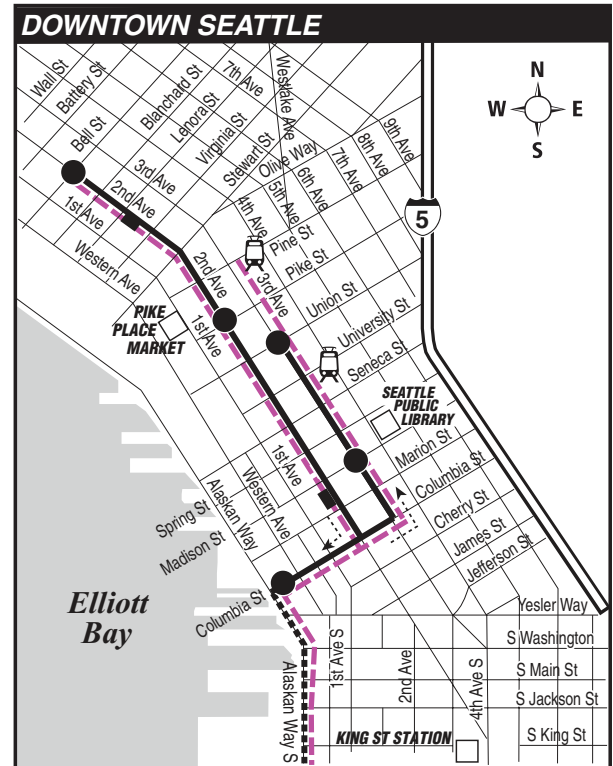 DOWNTOWN SEATTLE
Wall St
Battery St
Bell St
Blanchard St
Lenora St
Virginia St
Stewart St
7th Ave
Westlake Ave
Olive Way
9th Ave
8th Ave
7th Ave
6th Ave
5th Ave
4th Ave
3rd Ave
2nd Ave
1st Ave
Western Ave
N
W
E
S
5
Pine St
Pike St
Union St
University St
Seneca St
2nd Ave
3rd Ave
1st Ave
PIKE
PLACE
MARKET
SEATTLE
PUBLIC
LIBRARY
Marion St
Columbia St
Cherry St
James St
Jefferson St
1st Ave
Western Ave
Alaskan Way
Spring St
Madison St
Columbia St
Elliott
Bay
Yesler Way
S Washington
S Main St
S Jackson St
S King St
Alaskan Way S
1st Ave S
2nd Ave
4th Ave S
KING ST STATION